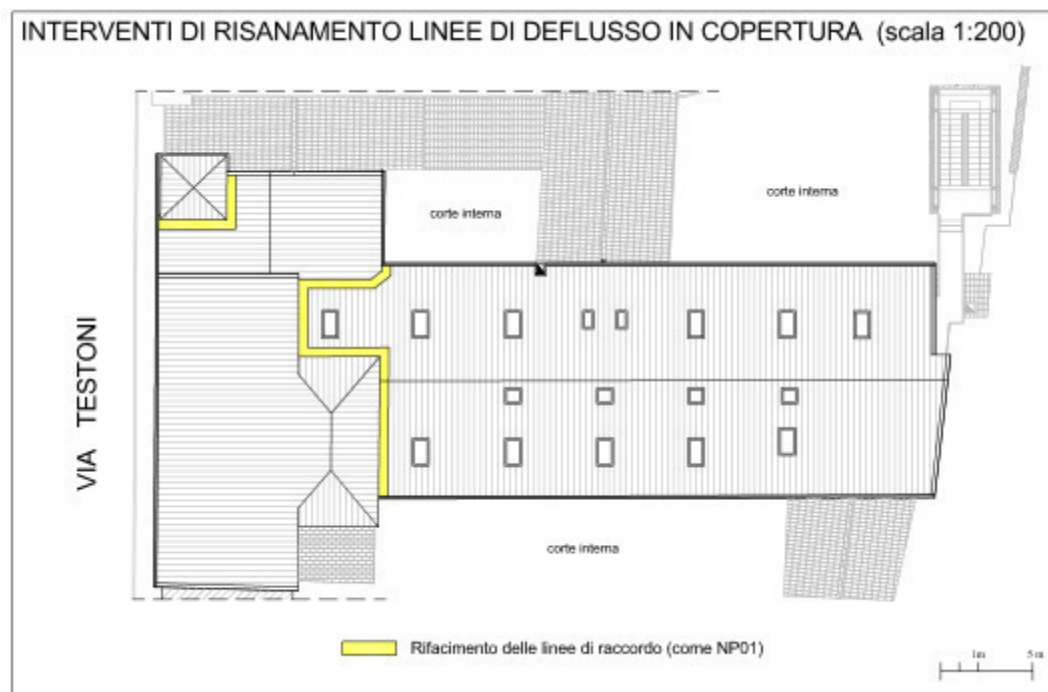 INTERVENTI DI RISANAMENTO LINEE DI DEFLUSSO IN COPERTURA (scala 1:200)
corte interna
corte interna
VIA TESTONI
corte interna
Rifacimento delle linee di raccordo (come NP01)
1m 5 m